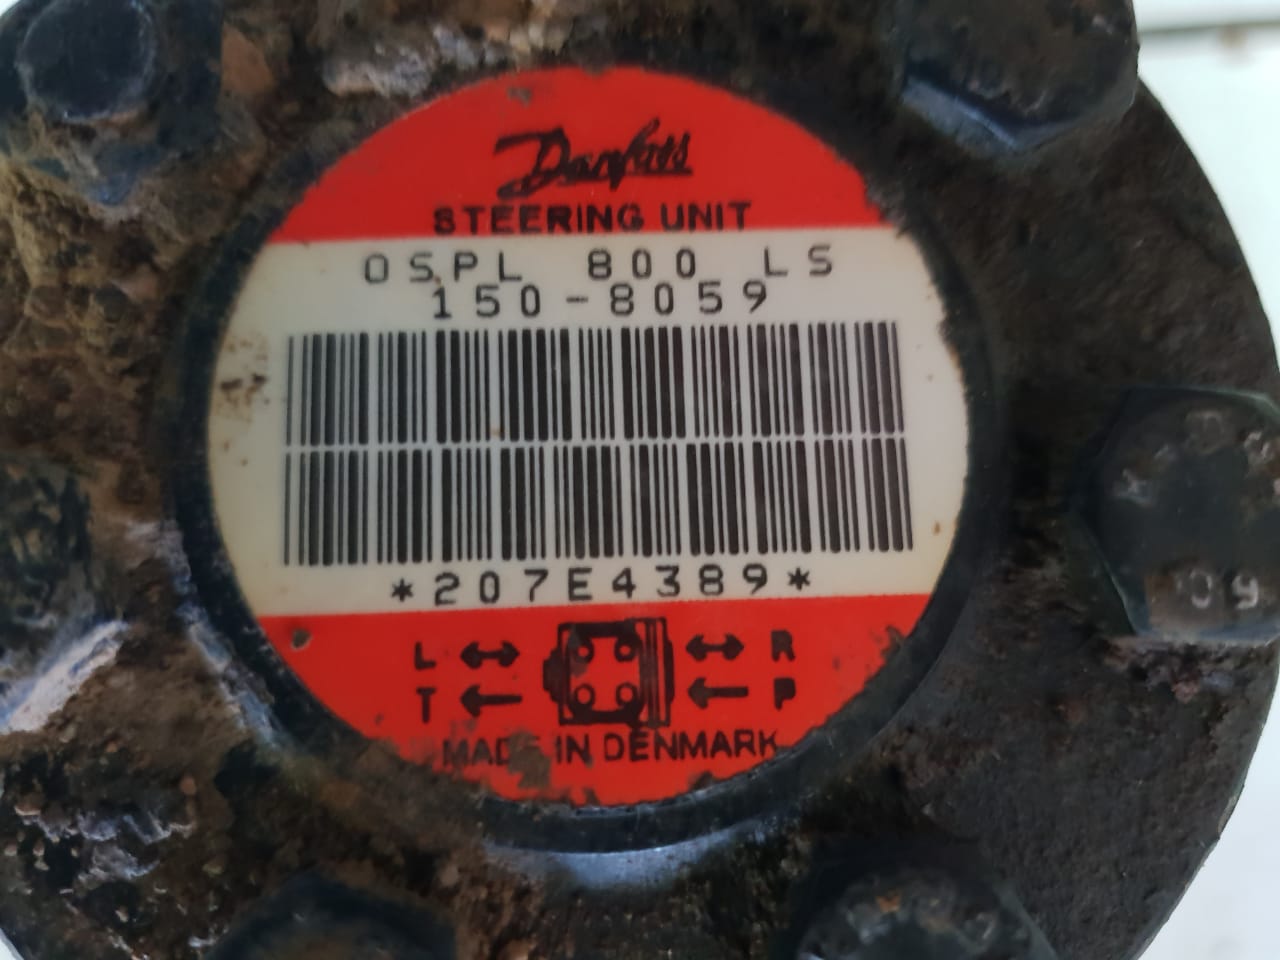 Danfoss
STEERING UNIT
OSPL 800 LS
150-8059
*207E4389*
L R
T P
MADE IN DENMARK